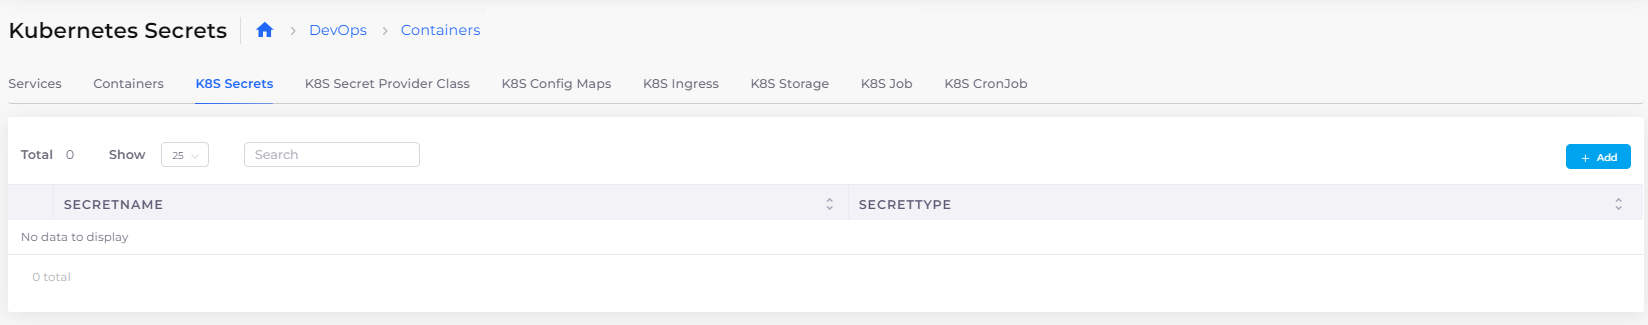 Kubernetes Secrets DevOps Containers
Services Containers K8S Secrets K8S Secret Provider Class K8S Config Maps K8S Ingress K8S Storage K8S Job K8S CronJob
Total 0 Show 25 Search + Add
SECRETNAME SECRETTYPE
No data to display
0 total